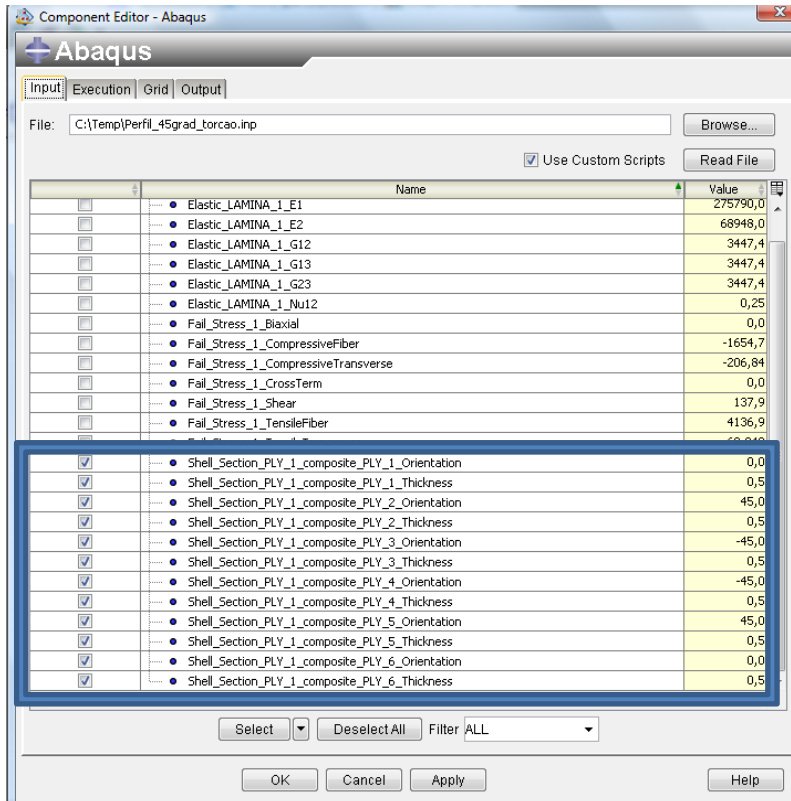 Component Editor - Abaqus
Abaqus
Input Execution Grid Output
File: C:\Temp\Perfil_45grad_torcao.inp Browse...
Use Custom Scripts Read File
Name Value
Elastic_LAMINA_1_E1 275790,0
Elastic_LAMINA_1_E2 68948,0
Elastic_LAMINA_1_G12 3447,4
Elastic_LAMINA_1_G13 3447,4
Elastic_LAMINA_1_G23 3447,4
Elastic_LAMINA_1_Nu12 0,25
Fail_Stress_1_Biaxial 0,0
Fail_Stress_1_CompressiveFiber -1654,7
Fail_Stress_1_CompressiveTransverse -206,84
Fail_Stress_1_CrossTerm 0,0
Fail_Stress_1_Shear 137,9
Fail_Stress_1_TensileFiber 4136,9
Shell_Section_PLY_1_composite_PLY_1_Orientation 0,0
Shell_Section_PLY_1_composite_PLY_1_Thickness 0,5
Shell_Section_PLY_1_composite_PLY_2_Orientation 45,0
Shell_Section_PLY_1_composite_PLY_2_Thickness 0,5
Shell_Section_PLY_1_composite_PLY_3_Orientation -45,0
Shell_Section_PLY_1_composite_PLY_3_Thickness 0,5
Shell_Section_PLY_1_composite_PLY_4_Orientation -45,0
Shell_Section_PLY_1_composite_PLY_4_Thickness 0,5
Shell_Section_PLY_1_composite_PLY_5_Orientation 45,0
Shell_Section_PLY_1_composite_PLY_5_Thickness 0,5
Shell_Section_PLY_1_composite_PLY_6_Orientation 0,0
Shell_Section_PLY_1_composite_PLY_6_Thickness 0,5
Select Deselect All Filter ALL
OK Cancel Apply Help